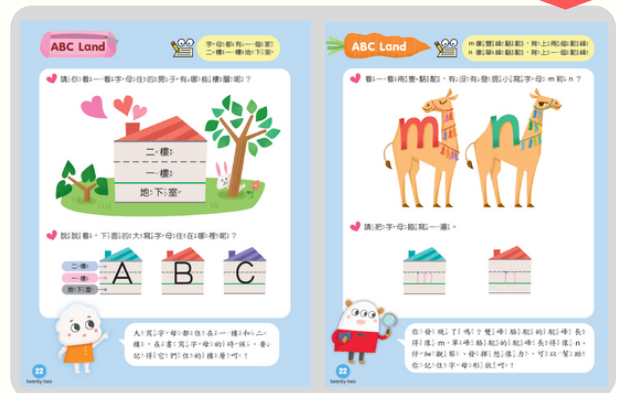 ABC Land
字母都有一個家
二樓一樓地下室。
請你看一看字母住的房子，有哪些樓層呢？
二樓
一樓
地下室
說說看，下面的大寫字母住在哪裡呢？
二樓
一樓
地下室
A B C
大寫字母都住在一樓和二樓，在書寫字母的時候，要
記得它們住的樓層呵！
22
twenty-two
ABC Land
m像雙峰駱駝，背上兩個駝峰
n像單峰駱駝，背上一個駝峰
看一看兩隻駱駝，有沒有發現小寫字母m和n？
m n
請把字母描寫一遍。
m n
你發現了嗎？雙峰駱駝的駝峰長
得像m，單峰駱駝的駝峰長得像n。
仔細觀察、發揮想像力，可以幫助
你記住字母形狀呵！
22
twenty-two